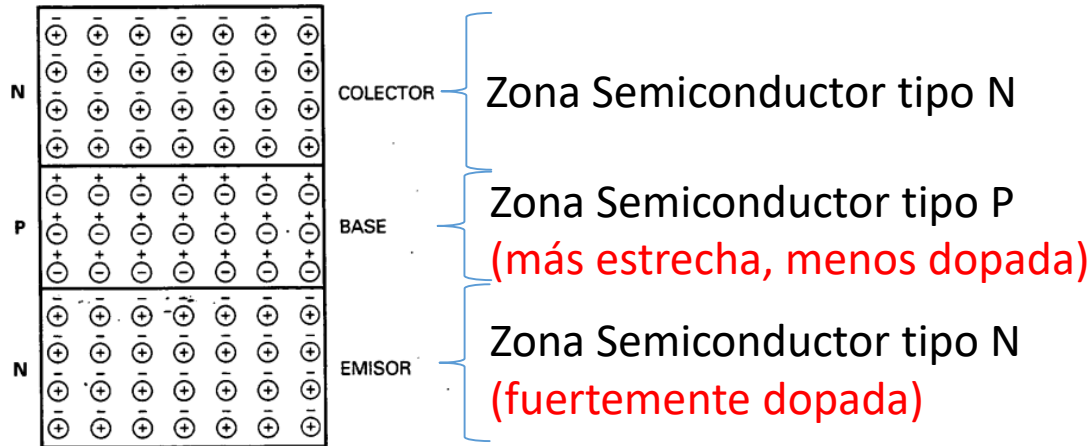 N
COLECTOR
Zona Semiconductor tipo N
P
BASE
Zona Semiconductor tipo P
(más estrecha, menos dopada)
N
EMISOR
Zona Semiconductor tipo N
(fuertemente dopada)